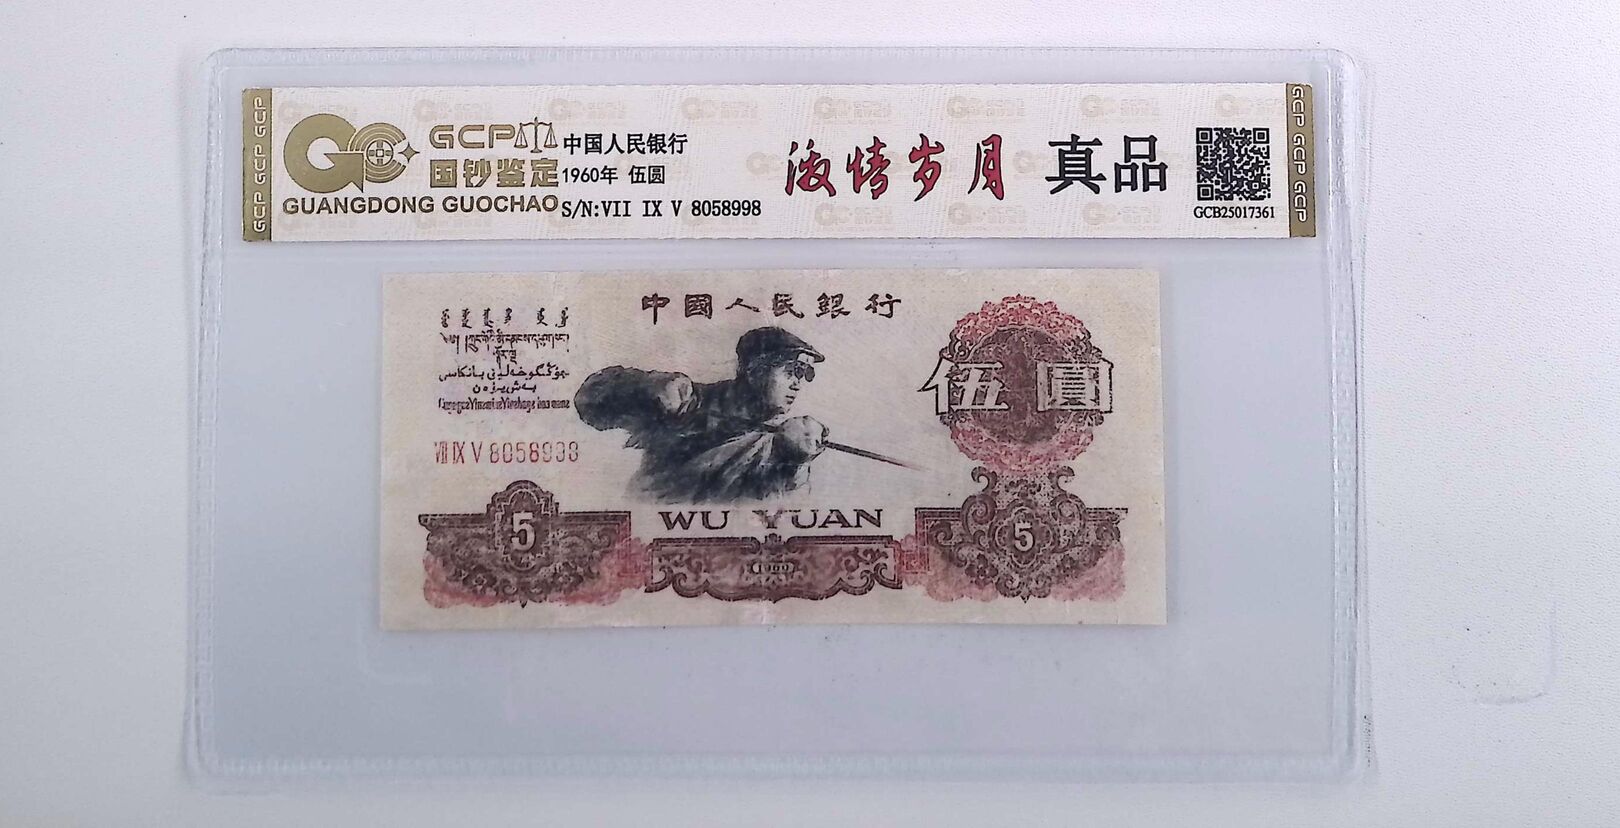 GCP GCP GCP
GCP
国钞鉴定
GUANGDONG GUOCHAO
中国人民银行
1960年 伍圆
S/N:VII IX V 8058998
激情岁月
真品
GCB25017361
GCP GCP GCP
中國人民銀行
伍圓
VII IX V 8058998
WU YUAN
5
1960
5